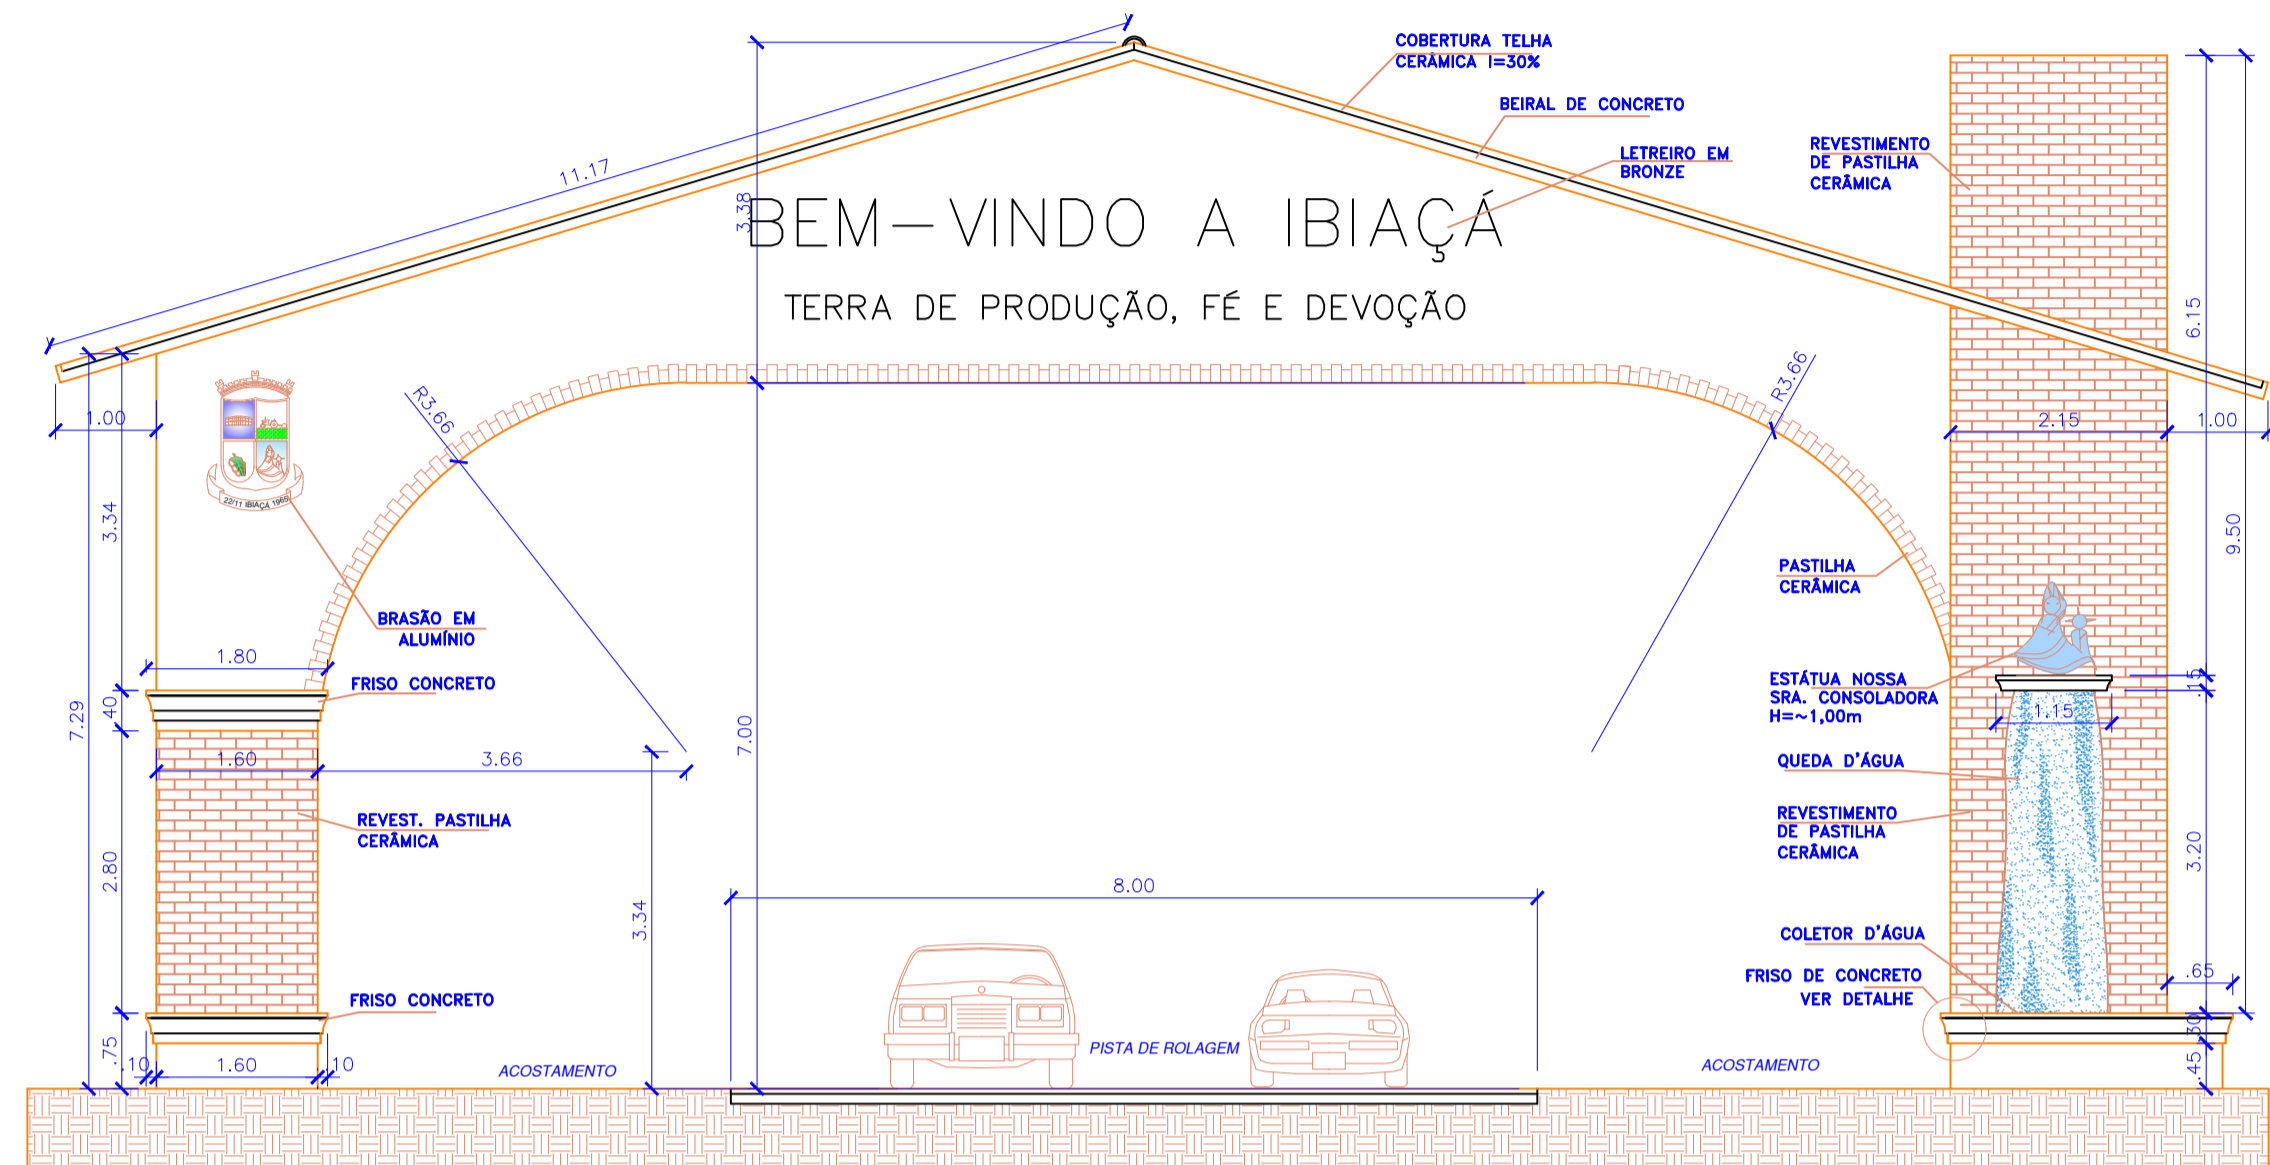 COBERTURA TELHA
CERÂMICA I=30%
BEIRAL DE CONCRETO
LETREIRO EM
BRONZE
REVESTIMENTO
DE PASTILHA
CERÂMICA
11.17
3.38
BEM-VINDO A IBIAÇÁ
TERRA DE PRODUÇÃO, FÉ E DEVOÇÃO
6.15
1.00
R3.66
R3.66
2.15
1.00
22/11 IBIAÇÁ 1965
3.34
9.50
PASTILHA
CERÂMICA
BRASÃO EM
ALUMÍNIO
1.80
FRISO CONCRETO
ESTÁTUA NOSSA
SRA. CONSOLADORA
H=~1,00m
.15
1.15
.40
7.29
7.00
1.60
3.66
QUEDA D'ÁGUA
REVEST. PASTILHA
CERÂMICA
REVESTIMENTO
DE PASTILHA
CERÂMICA
2.80
3.20
3.34
8.00
COLETOR D'ÁGUA
FRISO DE CONCRETO
VER DETALHE
.65
FRISO CONCRETO
.30
.75
.10
1.60
.10
ACOSTAMENTO
PISTA DE ROLAGEM
ACOSTAMENTO
.45